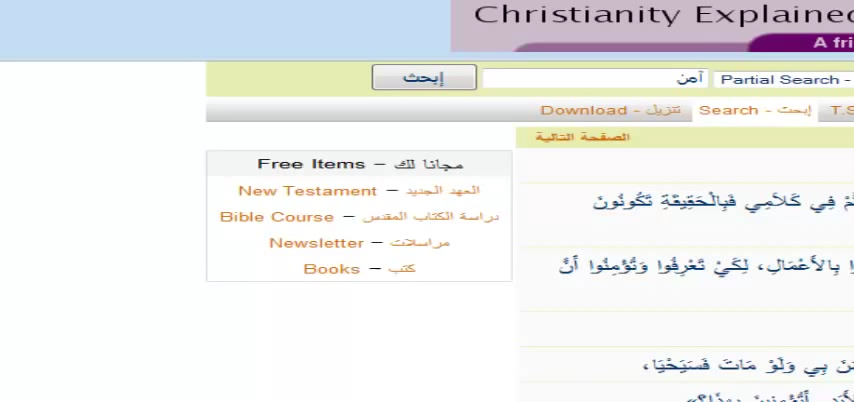 Christianity Explained
A fri
إبحث آمن Partial Search -
Download - تنزيل Search - إبحث T.S
الصفحة التالية
Free Items – مجانا لك
New Testament – العهد الجديد
Bible Course – دراسة الكتاب المقدس
Newsletter – مراسلات
Books – كتب
فِي كَلاَمِي فَبِالْحَقِيقَةِ تَكُونُونَ
بِالأَعْمَالِ، لِكَيْ تَعْرِفُوا وَتُؤْمِنُوا أَنَّ
بِي وَلَوْ مَاتَ فَسَيَحْيَا،
أَتُؤْمِنِينَ بِهذَا؟»